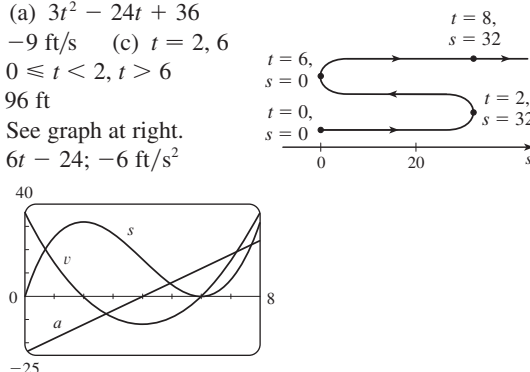 (a) 3t² − 24t + 36
−9 ft/s (c) t = 2, 6
0 ⩽ t < 2, t > 6
96 ft
See graph at right.
6t − 24; −6 ft/s²
t = 8,
s = 32
t = 6,
s = 0
t = 2,
s = 32
t = 0,
s = 0
0 20 s
40
s
v
0 8
a
−25